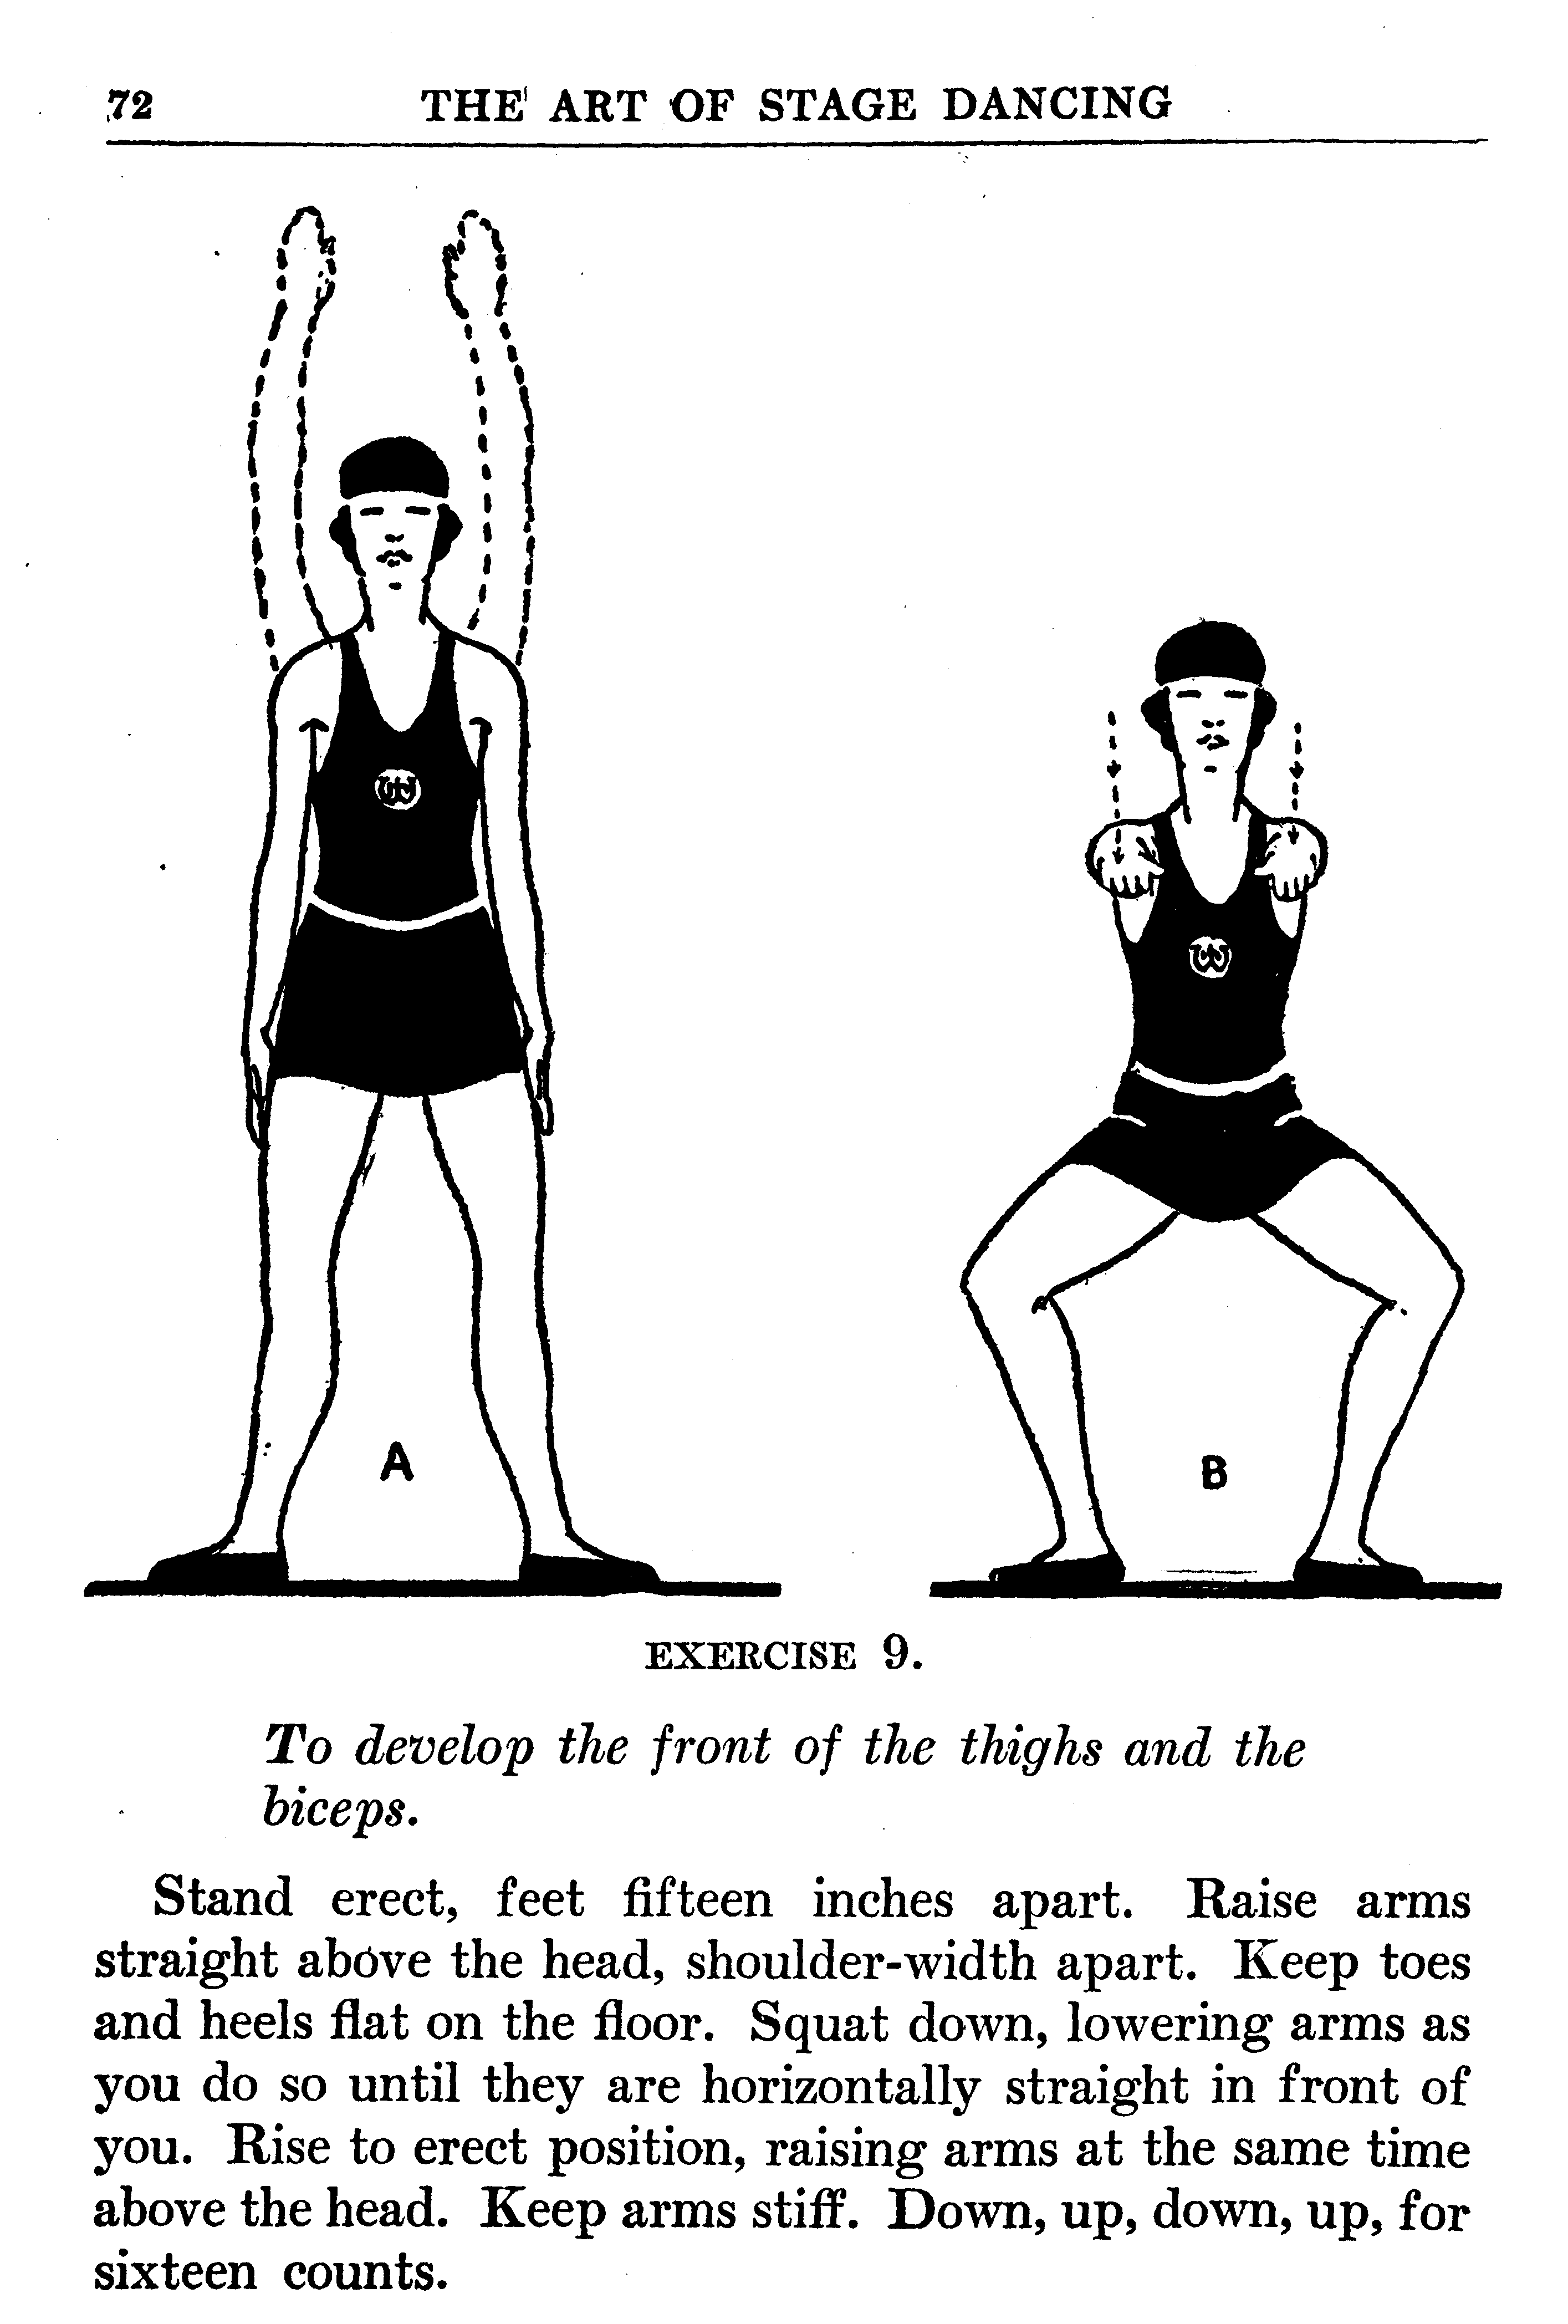 72 THE ART OF STAGE DANCING
W
W
A
B
EXERCISE 9.
To develop the front of the thighs and the
biceps.
Stand erect, feet fifteen inches apart. Raise arms
straight above the head, shoulder-width apart. Keep toes
and heels flat on the floor. Squat down, lowering arms as
you do so until they are horizontally straight in front of
you. Rise to erect position, raising arms at the same time
above the head. Keep arms stiff. Down, up, down, up, for
sixteen counts.